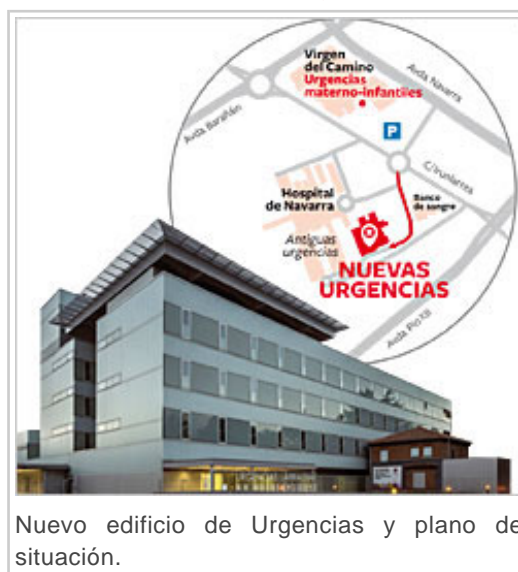 Virgen
del Camino
Urgencias
materno-infantiles
Avda Navarra
Avda Barañáin
P
C/Irunlarrea
Hospital
de Navarra
Banco
de sangre
Antiguas
urgencias
NUEVAS
URGENCIAS
Avda Pio XII
Nuevo edificio de Urgencias y plano de
situación.